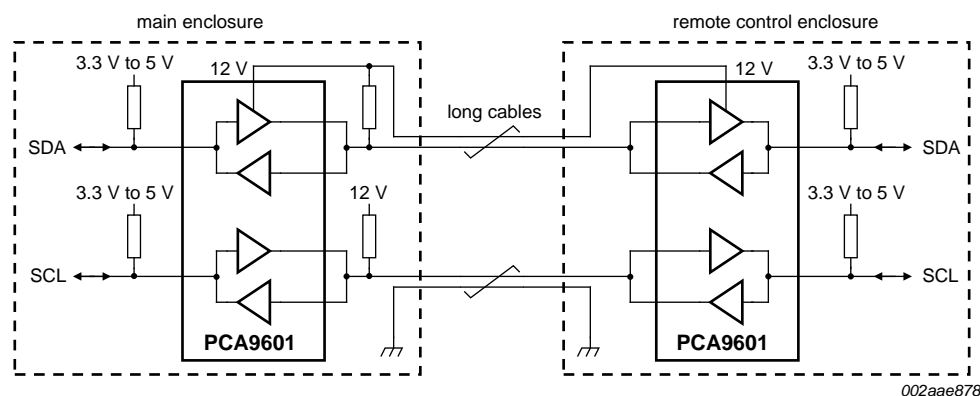 main enclosure
remote control enclosure
3.3 V to 5 V
12 V
12 V
3.3 V to 5 V
long cables
SDA
SDA
3.3 V to 5 V
12 V
3.3 V to 5 V
SCL
SCL
PCA9601
PCA9601
002aae878